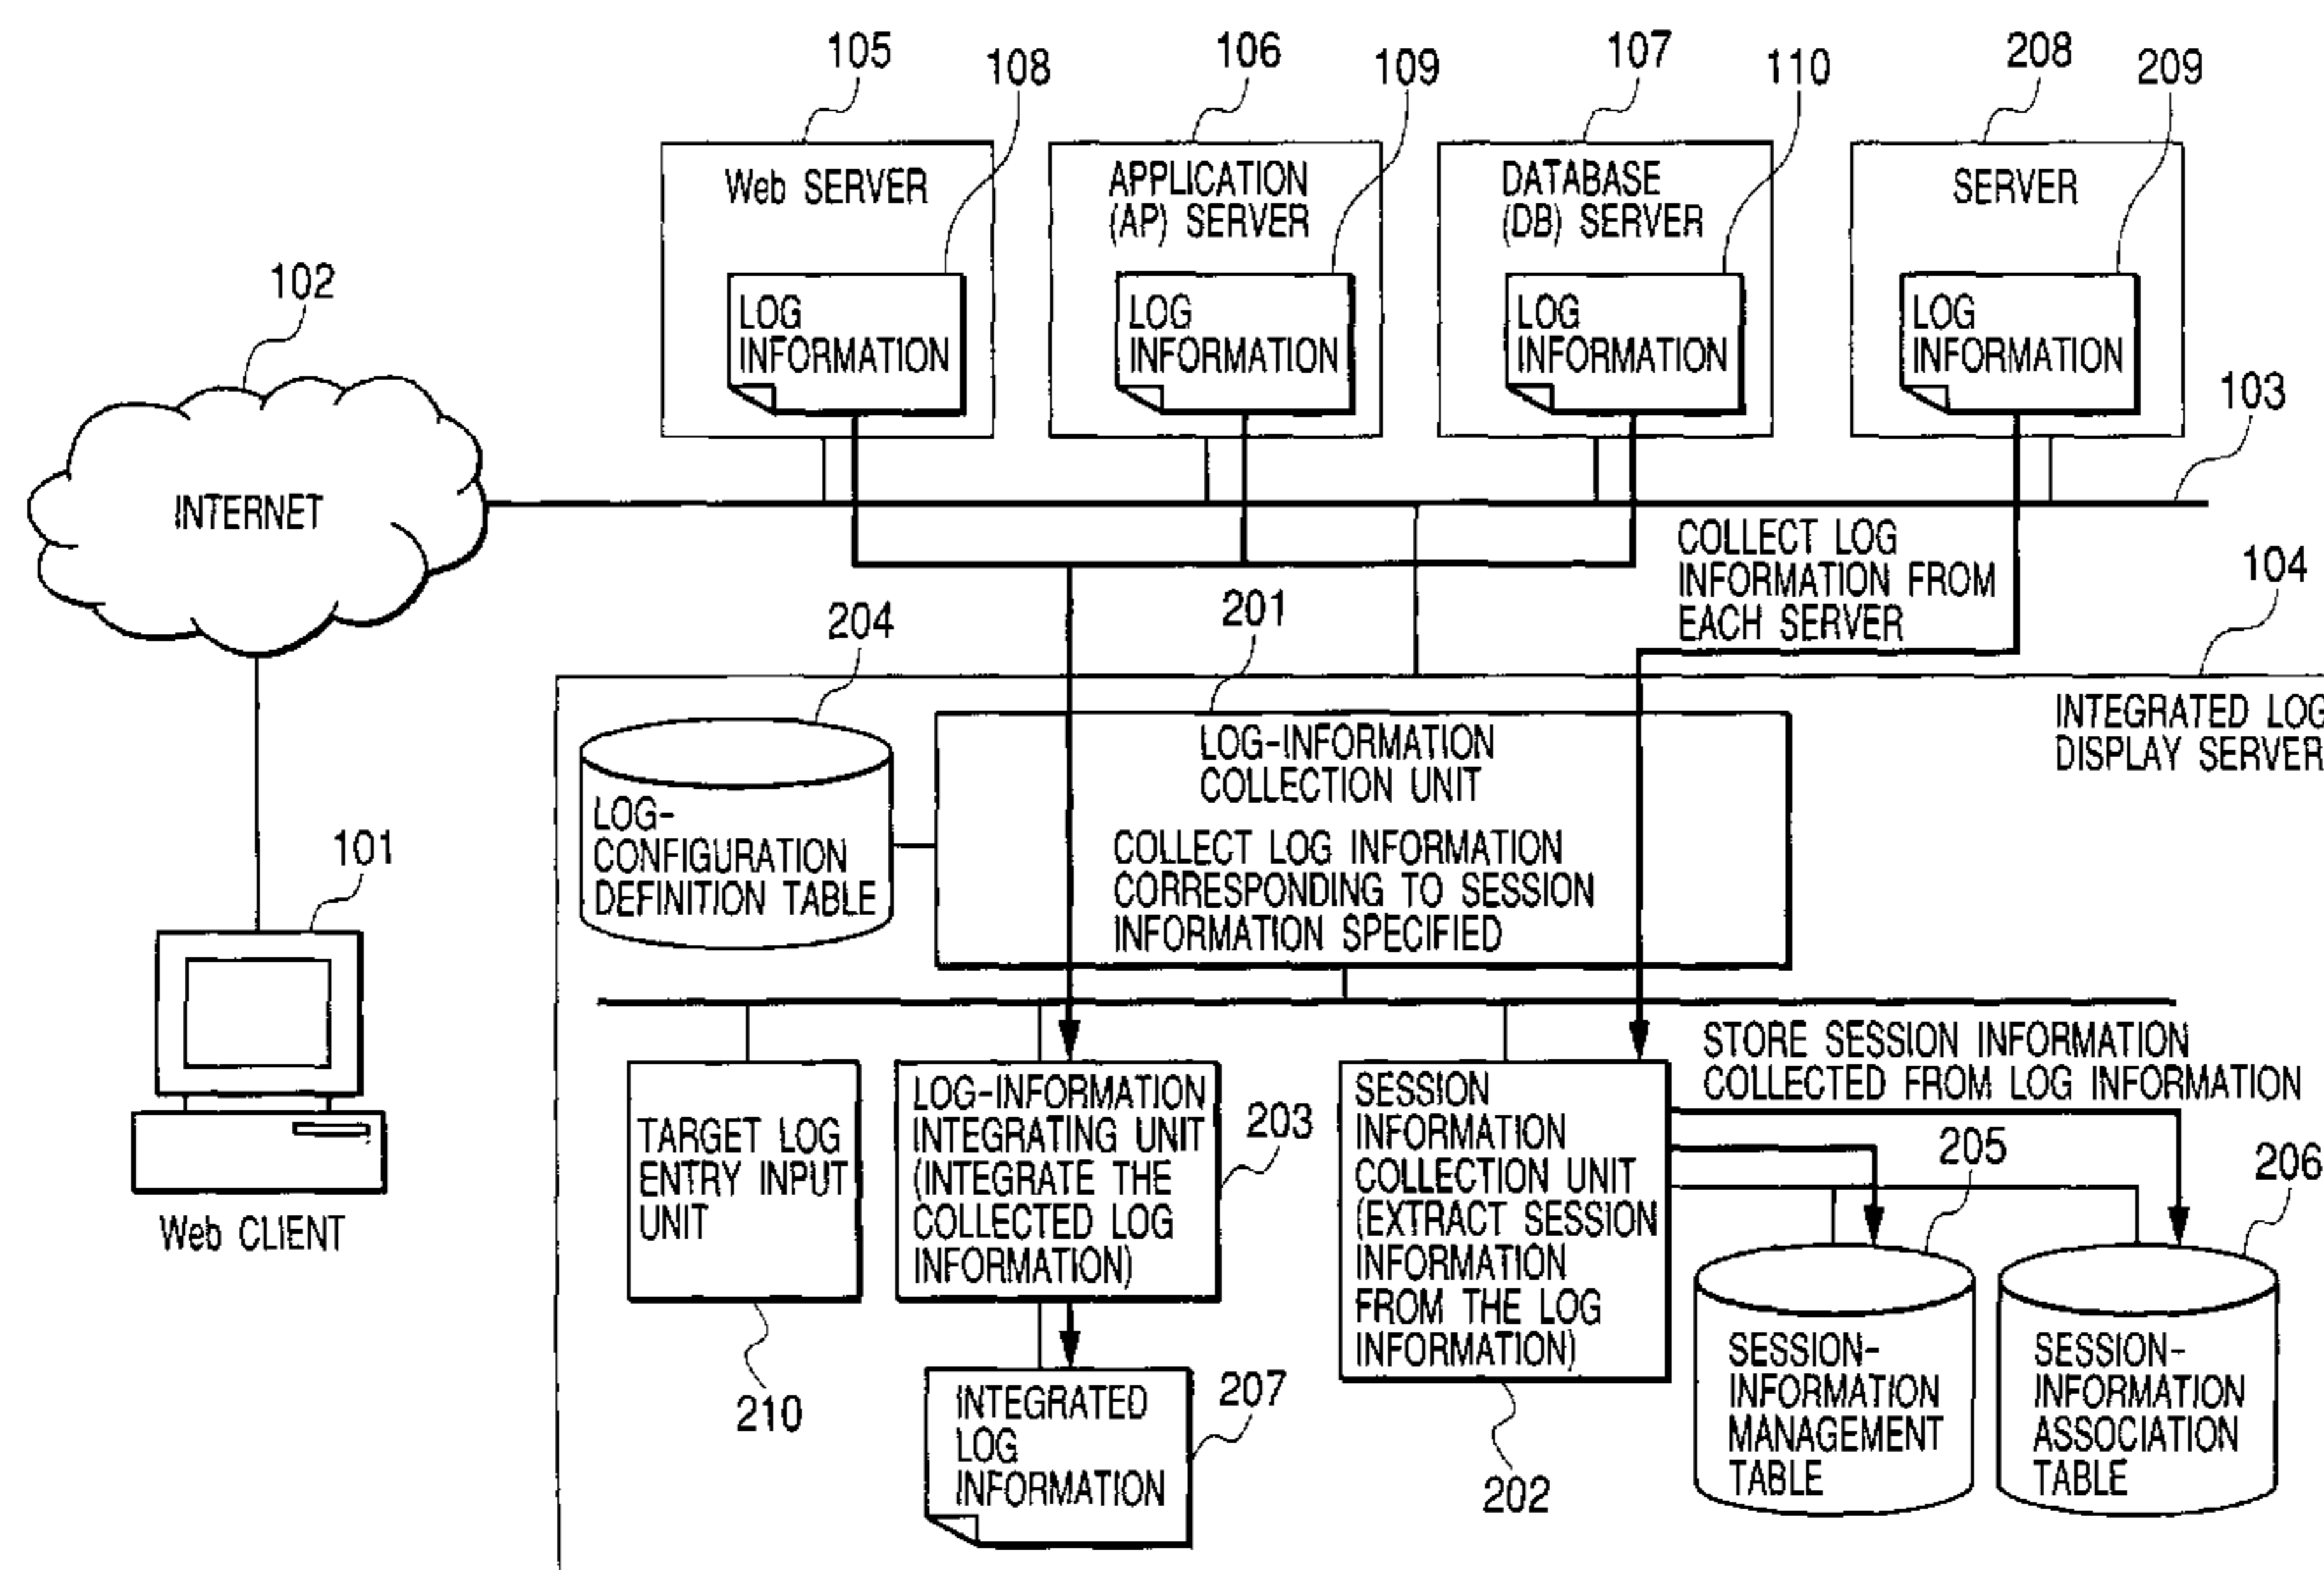 105
108
106
109
107
110
208
209
Web SERVER
APPLICATION
(AP) SERVER
DATABASE
(DB) SERVER
SERVER
LOG
INFORMATION
LOG
INFORMATION
LOG
INFORMATION
LOG
INFORMATION
102
103
INTERNET
COLLECT LOG
INFORMATION FROM
EACH SERVER
104
201
204
INTEGRATED LOG
DISPLAY SERVER
LOG-INFORMATION
COLLECTION UNIT
COLLECT LOG INFORMATION
CORRESPONDING TO SESSION
INFORMATION SPECIFIED
LOG-
CONFIGURATION
DEFINITION TABLE
101
Web CLIENT
STORE SESSION INFORMATION
COLLECTED FROM LOG INFORMATION
TARGET LOG
ENTRY INPUT
UNIT
210
LOG-INFORMATION
INTEGRATING UNIT
(INTEGRATE THE
COLLECTED LOG
INFORMATION)
203
SESSION
INFORMATION
COLLECTION UNIT
(EXTRACT SESSION
INFORMATION
FROM THE LOG
INFORMATION)
202
205
206
INTEGRATED
LOG
INFORMATION
207
SESSION-
INFORMATION
MANAGEMENT
TABLE
SESSION-
INFORMATION
ASSOCIATION
TABLE